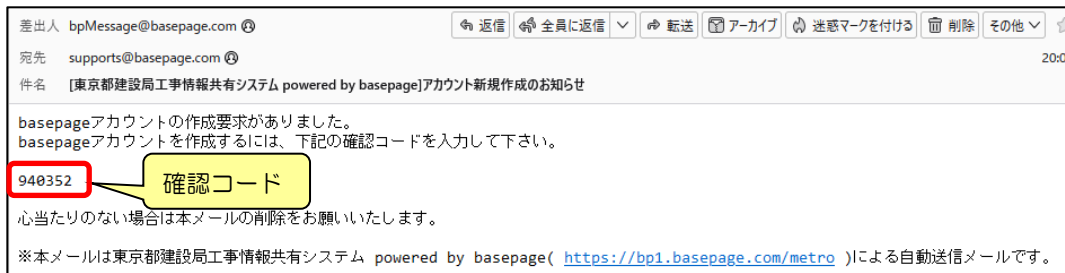 差出人 bpMessage@basepage.com 返信 全員に返信 転送 アーカイブ 迷惑マークを付ける 削除 その他
宛先 supports@basepage.com 20:0
件名 [東京都建設局工事情報共有システム powered by basepage]アカウント新規作成のお知らせ
basepageアカウントの作成要求がありました。
basepageアカウントを作成するには、下記の確認コードを入力して下さい。
940352 確認コード
心当たりのない場合は本メールの削除をお願いいたします。
※本メールは東京都建設局工事情報共有システム powered by basepage( https://bp1.basepage.com/metro )による自動送信メールです。